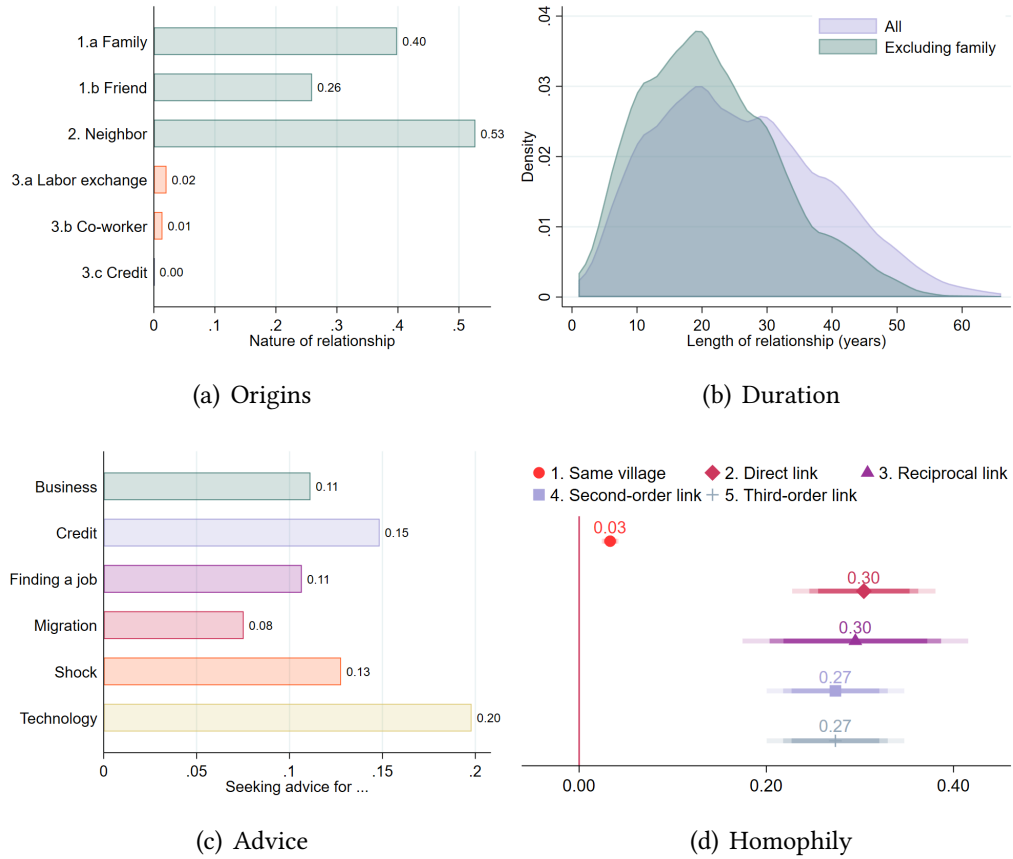 1.a Family 0.40
1.b Friend 0.26
2. Neighbor 0.53
3.a Labor exchange 0.02
3.b Co-worker 0.01
3.c Credit 0.00
0 .1 .2 .3 .4 .5
Nature of relationship
(a) Origins
All
Excluding family
Density
.04
.03
.02
.01
0
0 10 20 30 40 50 60
Length of relationship (years)
(b) Duration
Business 0.11
Credit 0.15
Finding a job 0.11
Migration 0.08
Shock 0.13
Technology 0.20
0 .05 .1 .15 .2
Seeking advice for ...
(c) Advice
1. Same village 2. Direct link 3. Reciprocal link
4. Second-order link 5. Third-order link
0.03
0.30
0.30
0.27
0.27
0.00 0.20 0.40
(d) Homophily